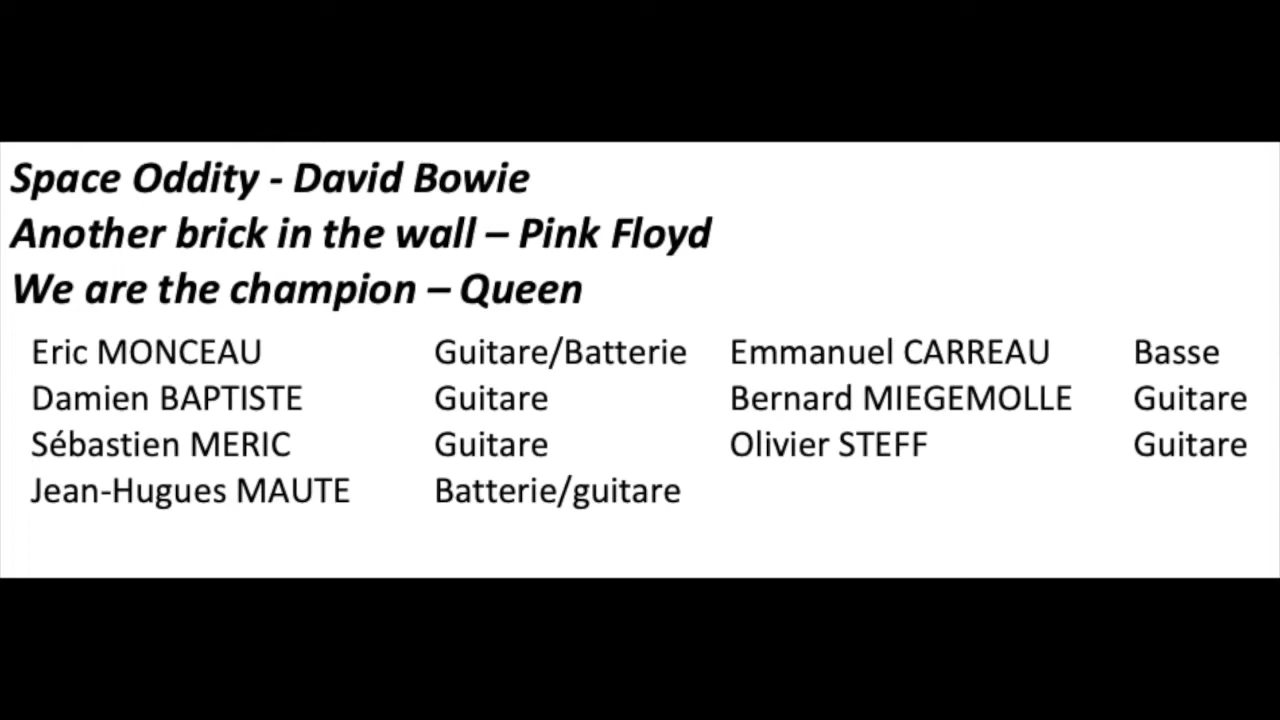 Space Oddity - David Bowie
Another brick in the wall – Pink Floyd
We are the champion – Queen
Eric MONCEAU Guitare/Batterie Emmanuel CARREAU Basse
Damien BAPTISTE Guitare Bernard MIEGEMOLLE Guitare
Sébastien MERIC Guitare Olivier STEFF Guitare
Jean-Hugues MAUTE Batterie/guitare